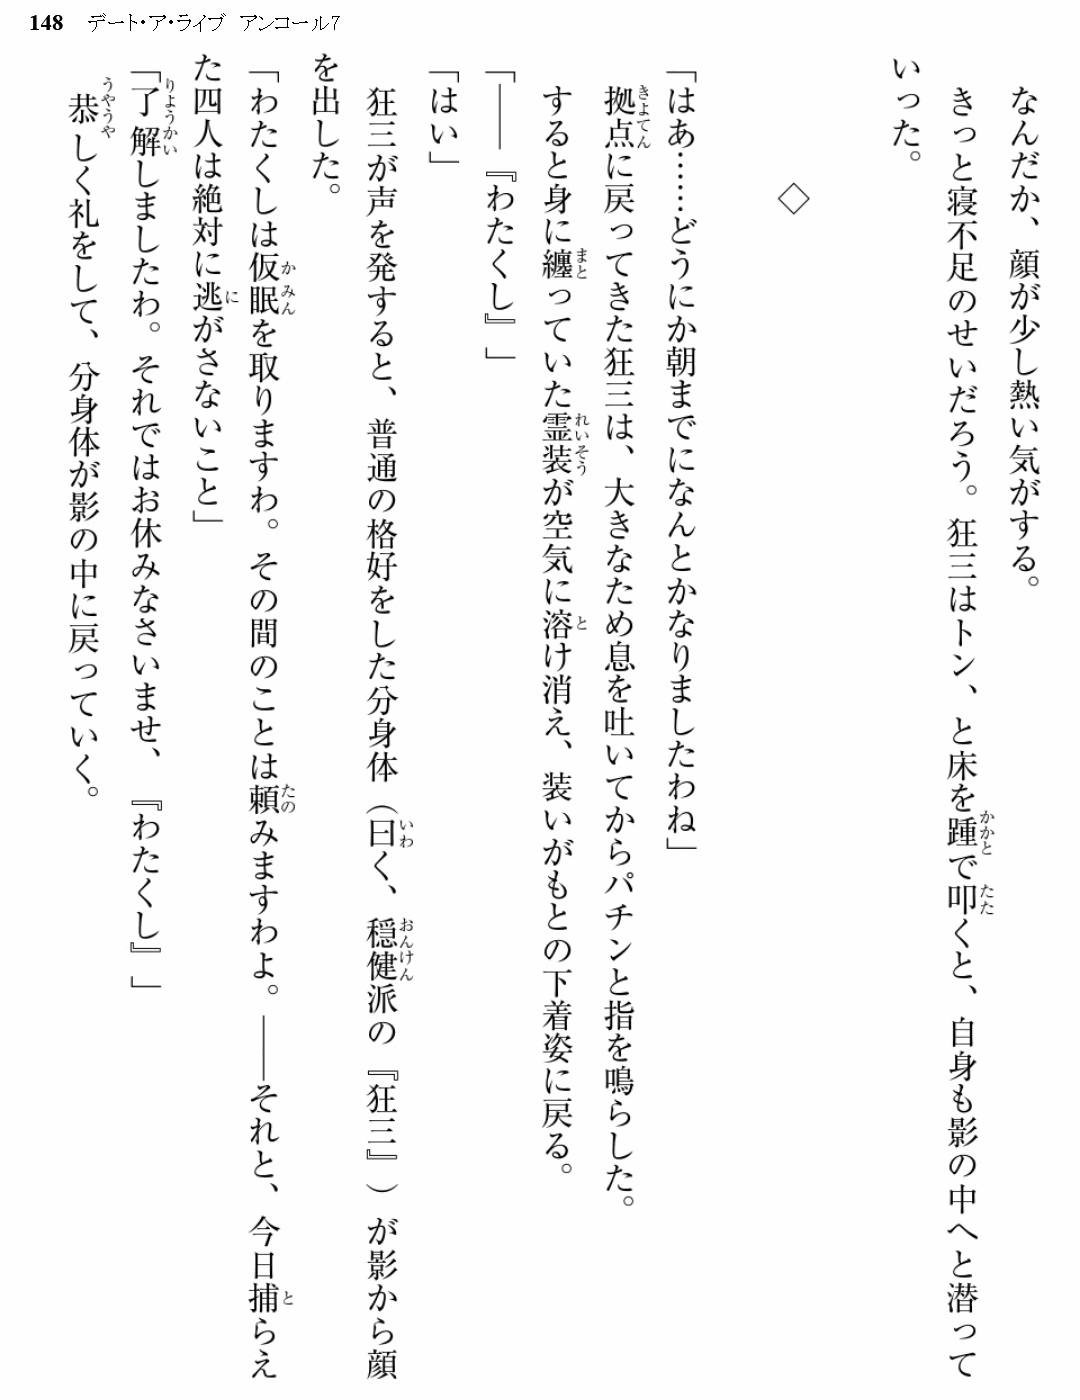 148 デート・ア・ライブ アンコール7
なんだか、顔が少し熱い気がする。
きっと寝不足のせいだろう。狂三はトン、と床を踵で叩くと、自身も影の中へと潜って
いった。
◇
「はあ……どうにか朝までになんとかなりましたわね」
拠点に戻ってきた狂三は、大きなため息を吐いてからパチンと指を鳴らした。
すると身に纏っていた霊装が空気に溶け消え、装いがもとの下着姿に戻る。
「――『わたくし』」
「はい」
狂三が声を発すると、普通の格好をした分身体（曰く、穏健派の『狂三』）が影から顔
を出した。
「わたくしは仮眠を取りますわ。その間のことは頼みますわよ。――それと、今日捕らえ
た四人は絶対に逃がさないこと」
「了解しましたわ。それではお休みなさいませ、『わたくし』」
恭しく礼をして、分身体が影の中に戻っていく。